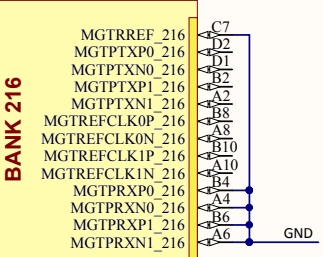 BANK 216
MGTRREF_216 C7
MGTPTXP0_216 D2
MGTPTXN0_216 D1
MGTPTXP1_216 B2
MGTPTXN1_216 A2
MGTREFCLK0P_216 B8
MGTREFCLK0N_216 A8
MGTREFCLK1P_216 B10
MGTREFCLK1N_216 A10
MGTPRXP0_216 B4
MGTPRXN0_216 A4
MGTPRXP1_216 B6
MGTPRXN1_216 A6
GND